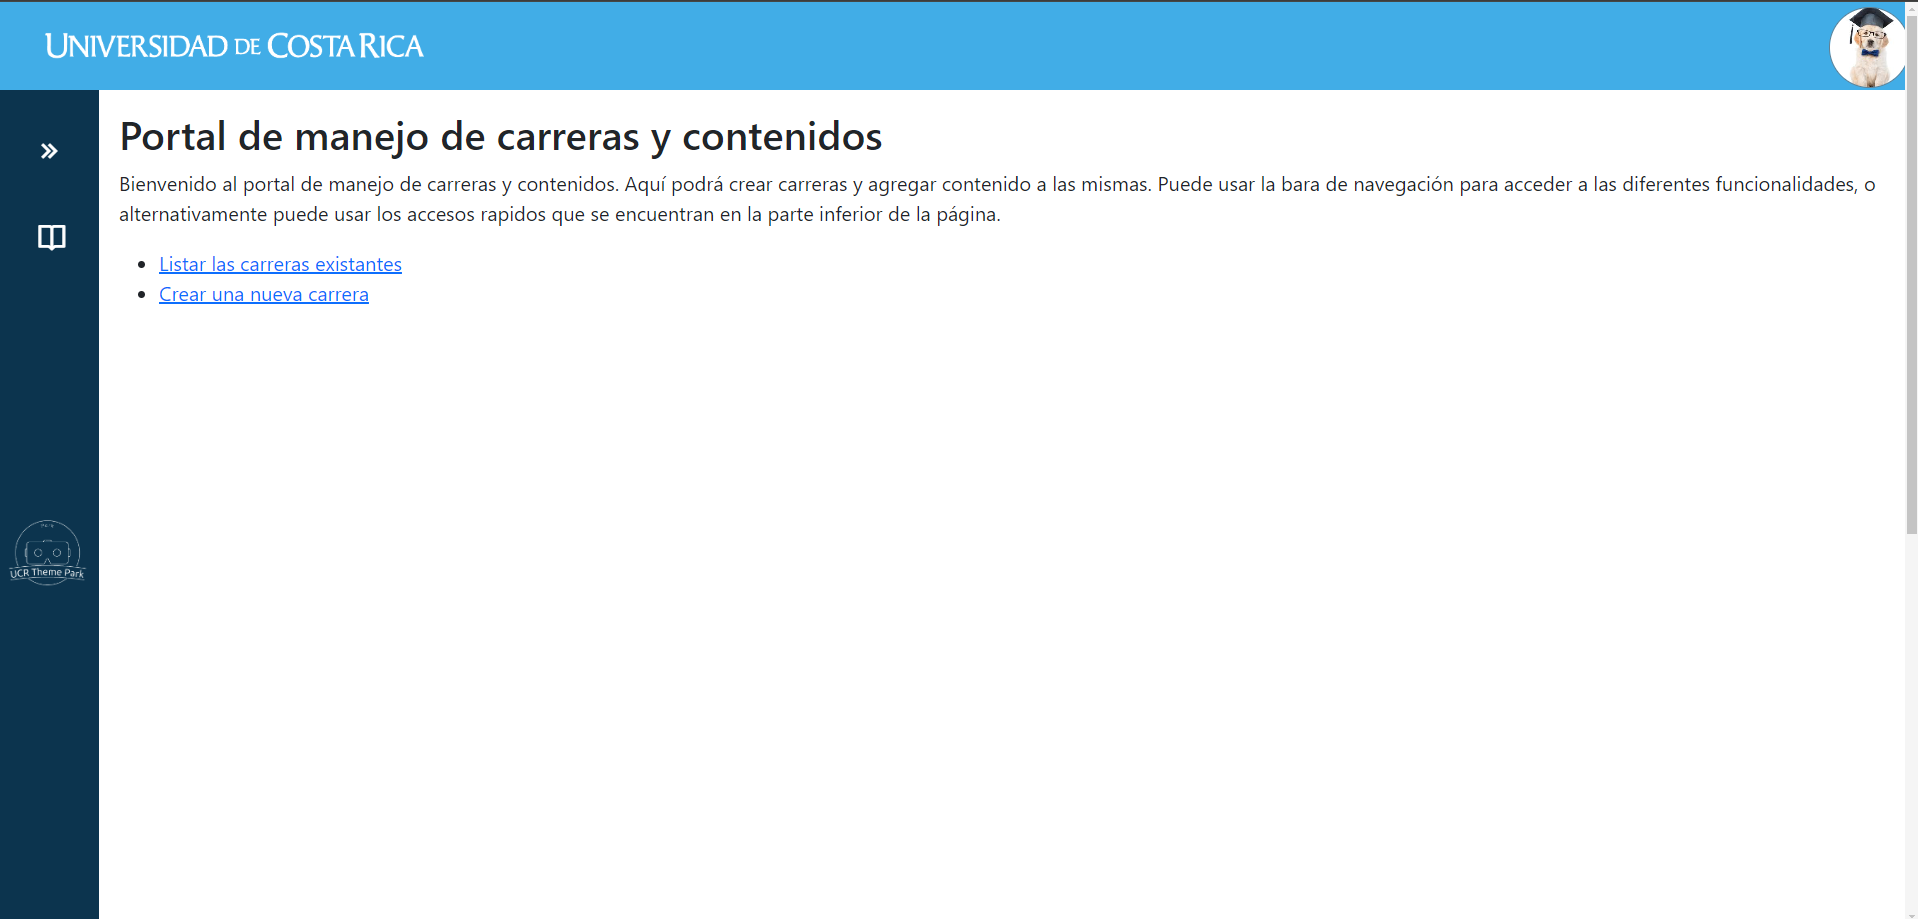 UNIVERSIDAD DE COSTA RICA
Portal de manejo de carreras y contenidos
Bienvenido al portal de manejo de carreras y contenidos. Aquí podrá crear carreras y agregar contenido a las mismas. Puede usar la bara de navegación para acceder a las diferentes funcionalidades, o
alternativamente puede usar los accesos rapidos que se encuentran en la parte inferior de la página.
Listar las carreras existentes
Crear una nueva carrera
UCR Theme Park